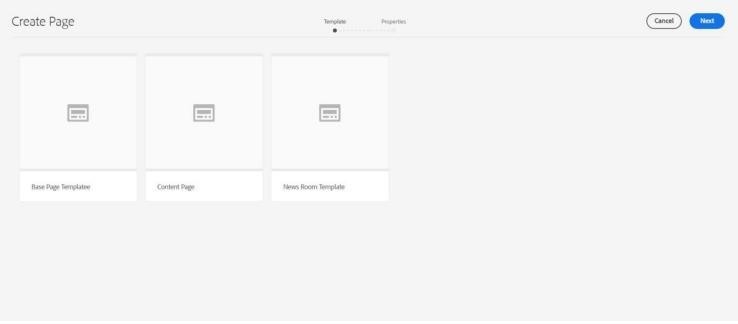 Create Page
Template Properties
Cancel Next
Base Page Templatee
Content Page
News Room Template